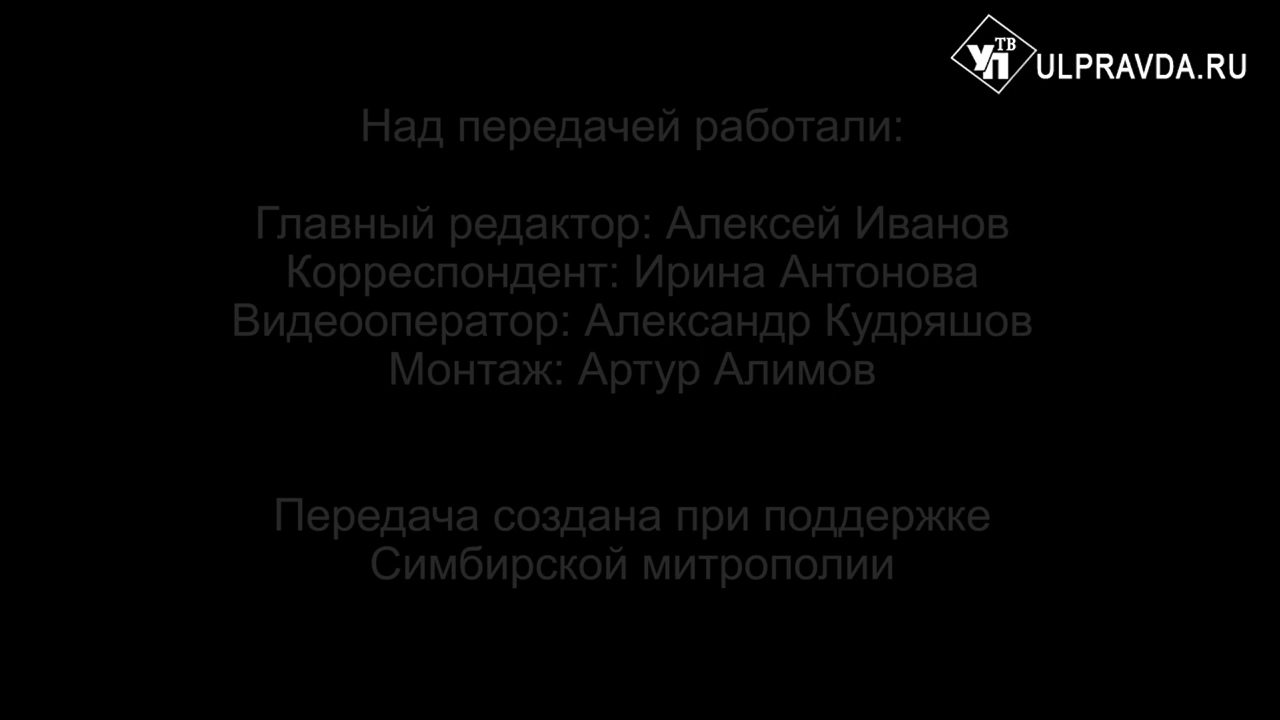 УП ТВ ULPRAVDA.RU
Над передачей работали:
Главный редактор: Алексей Иванов
Корреспондент: Ирина Антонова
Видеооператор: Александр Кудряшов
Монтаж: Артур Алимов
Передача создана при поддержке
Симбирской митрополии